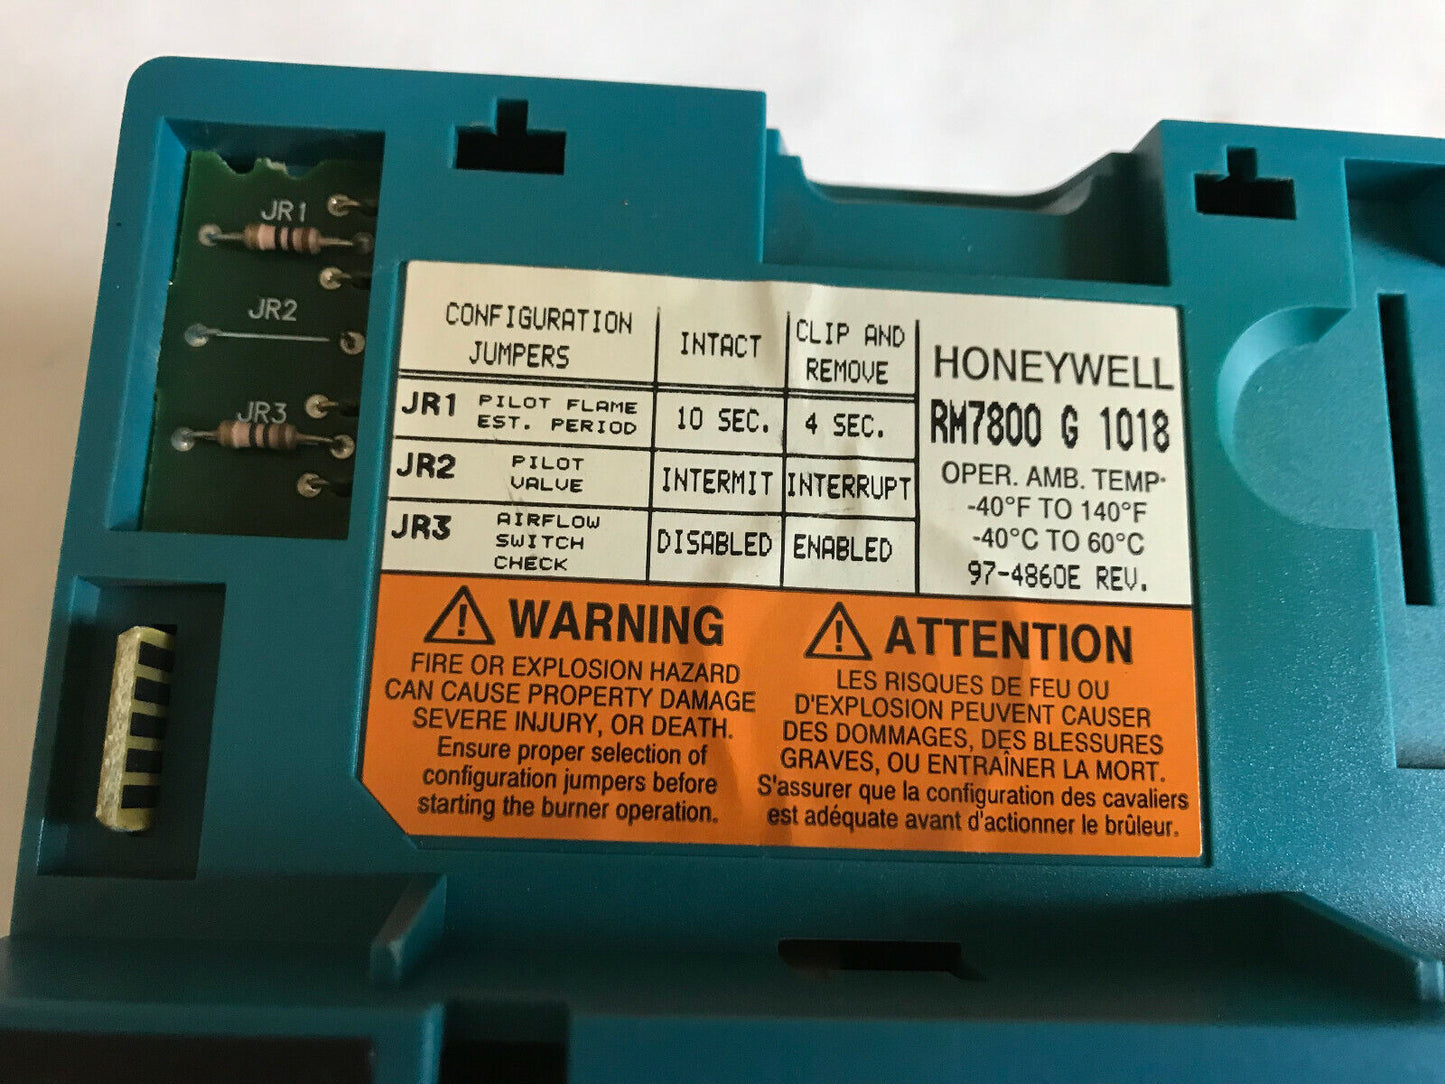 JR1
JR2
JR3
CONFIGURATION JUMPERS
INTACT
CLIP AND REMOVE
JR1 PILOT FLAME EST. PERIOD
10 SEC.
4 SEC.
JR2 PILOT VALVE
INTERMIT
INTERRUPT
JR3 AIRFLOW SWITCH CHECK
DISABLED
ENABLED
HONEYWELL
RM7800 G 1018
OPER. AMB. TEMP.
-40°F TO 140°F
-40°C TO 60°C
97-4860E REV.
WARNING
FIRE OR EXPLOSION HAZARD
CAN CAUSE PROPERTY DAMAGE
SEVERE INJURY, OR DEATH.
Ensure proper selection of
configuration jumpers before
starting the burner operation.
ATTENTION
LES RISQUES DE FEU OU
D'EXPLOSION PEUVENT CAUSER
DES DOMMAGES, DES BLESSURES
GRAVES, OU ENTRAÎNER LA MORT.
S'assurer que la configuration des cavaliers
est adéquate avant d'actionner le brûleur.